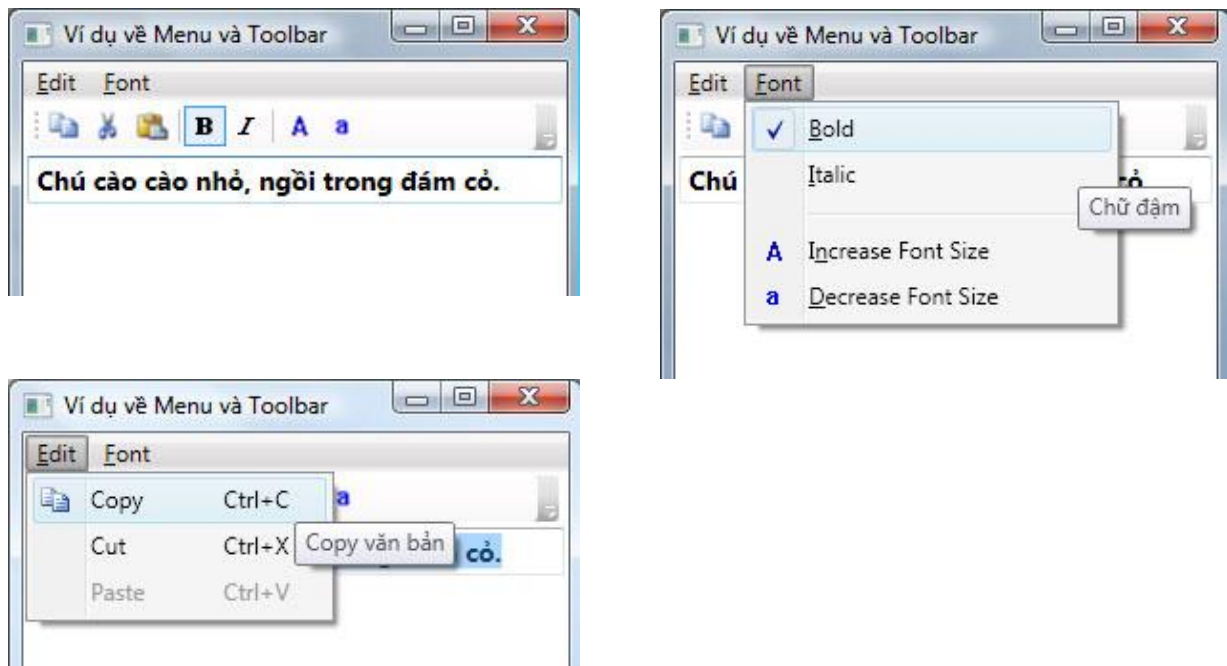 Ví dụ về Menu và Toolbar
Edit Font
B I A a
Chú cào cào nhỏ, ngồi trong đám cỏ.
Ví dụ về Menu và Toolbar
Edit Font
Bold
Chú Italic cỏ
Chữ đậm
A Increase Font Size
a Decrease Font Size
Ví dụ về Menu và Toolbar
Edit Font
Copy Ctrl+C a
Cut Ctrl+X Copy văn bản cỏ.
Paste Ctrl+V